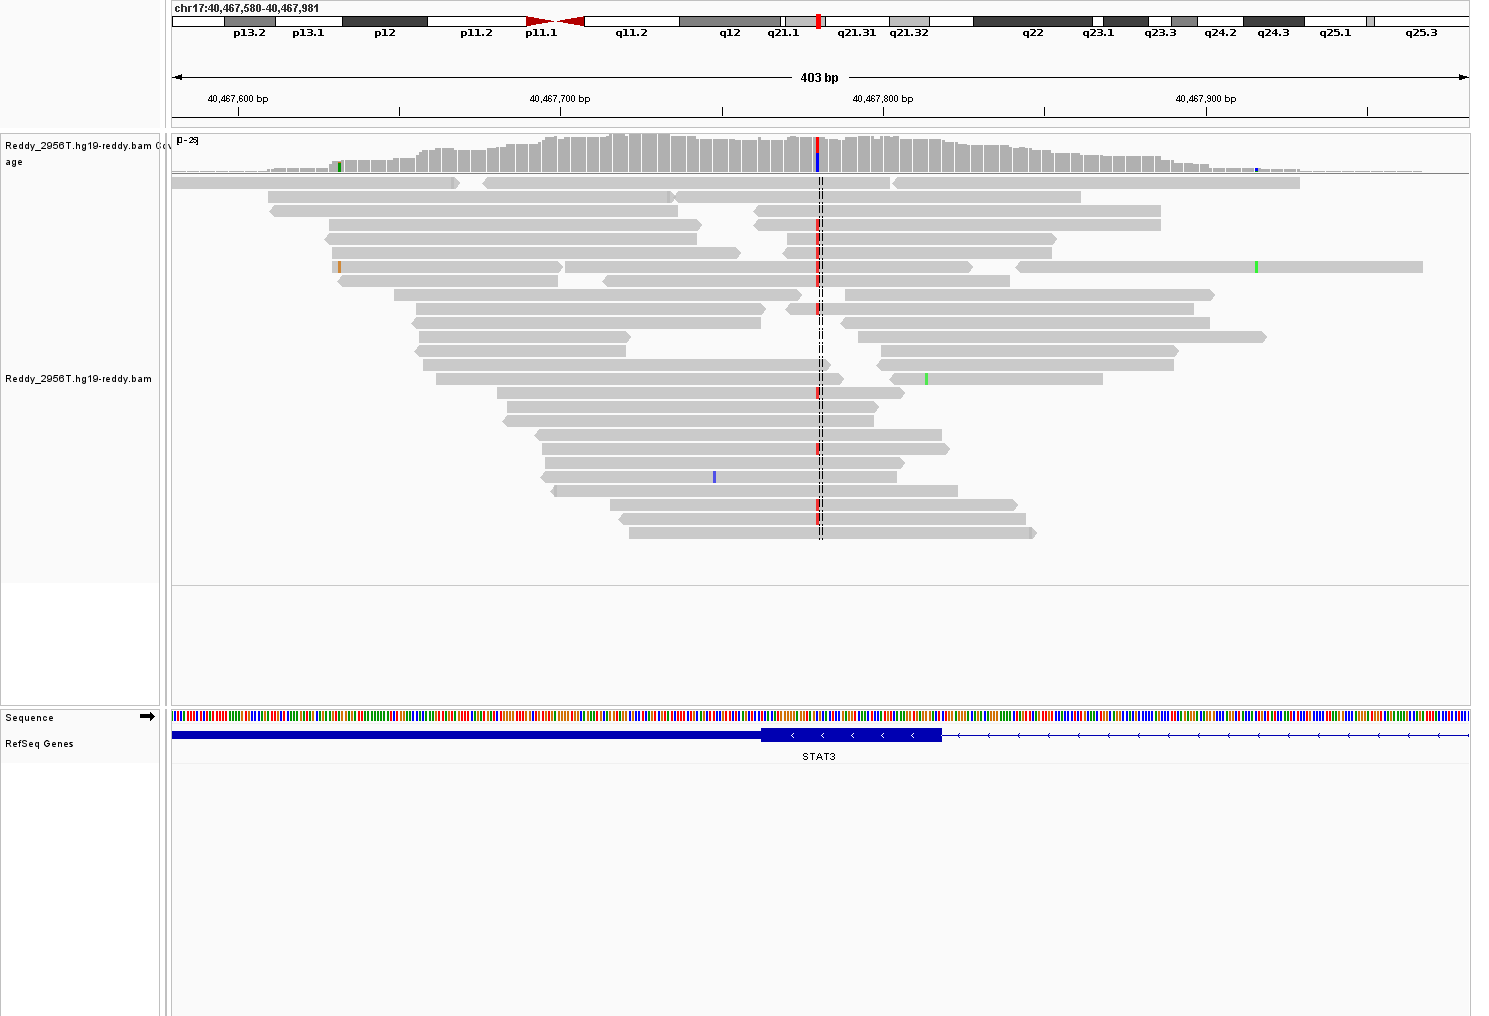 chr17:40,467,580-40,467,981
p13.2 p13.1 p12 p11.2 p11.1 q11.2 q12 q21.1 q21.31 q21.32 q22 q23.1 q23.3 q24.2 q24.3 q25.1 q25.3
403 bp
40,467,600 bp 40,467,700 bp 40,467,800 bp 40,467,900 bp
Reddy_2956T.hg19-reddy.bam Cov
age
Reddy_2956T.hg19-reddy.bam
Sequence
RefSeq Genes
STAT3